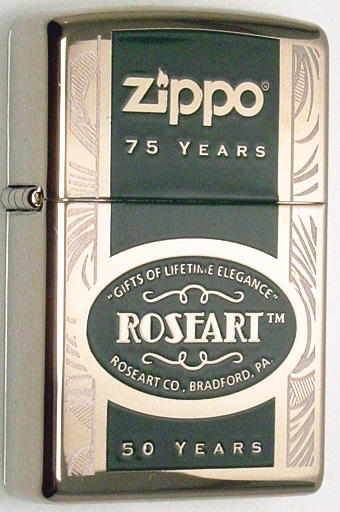 Zippo®
75 YEARS
"GIFTS OF LIFETIME ELEGANCE"
ROSEART™
ROSEART CO., BRADFORD, PA.
50 YEARS